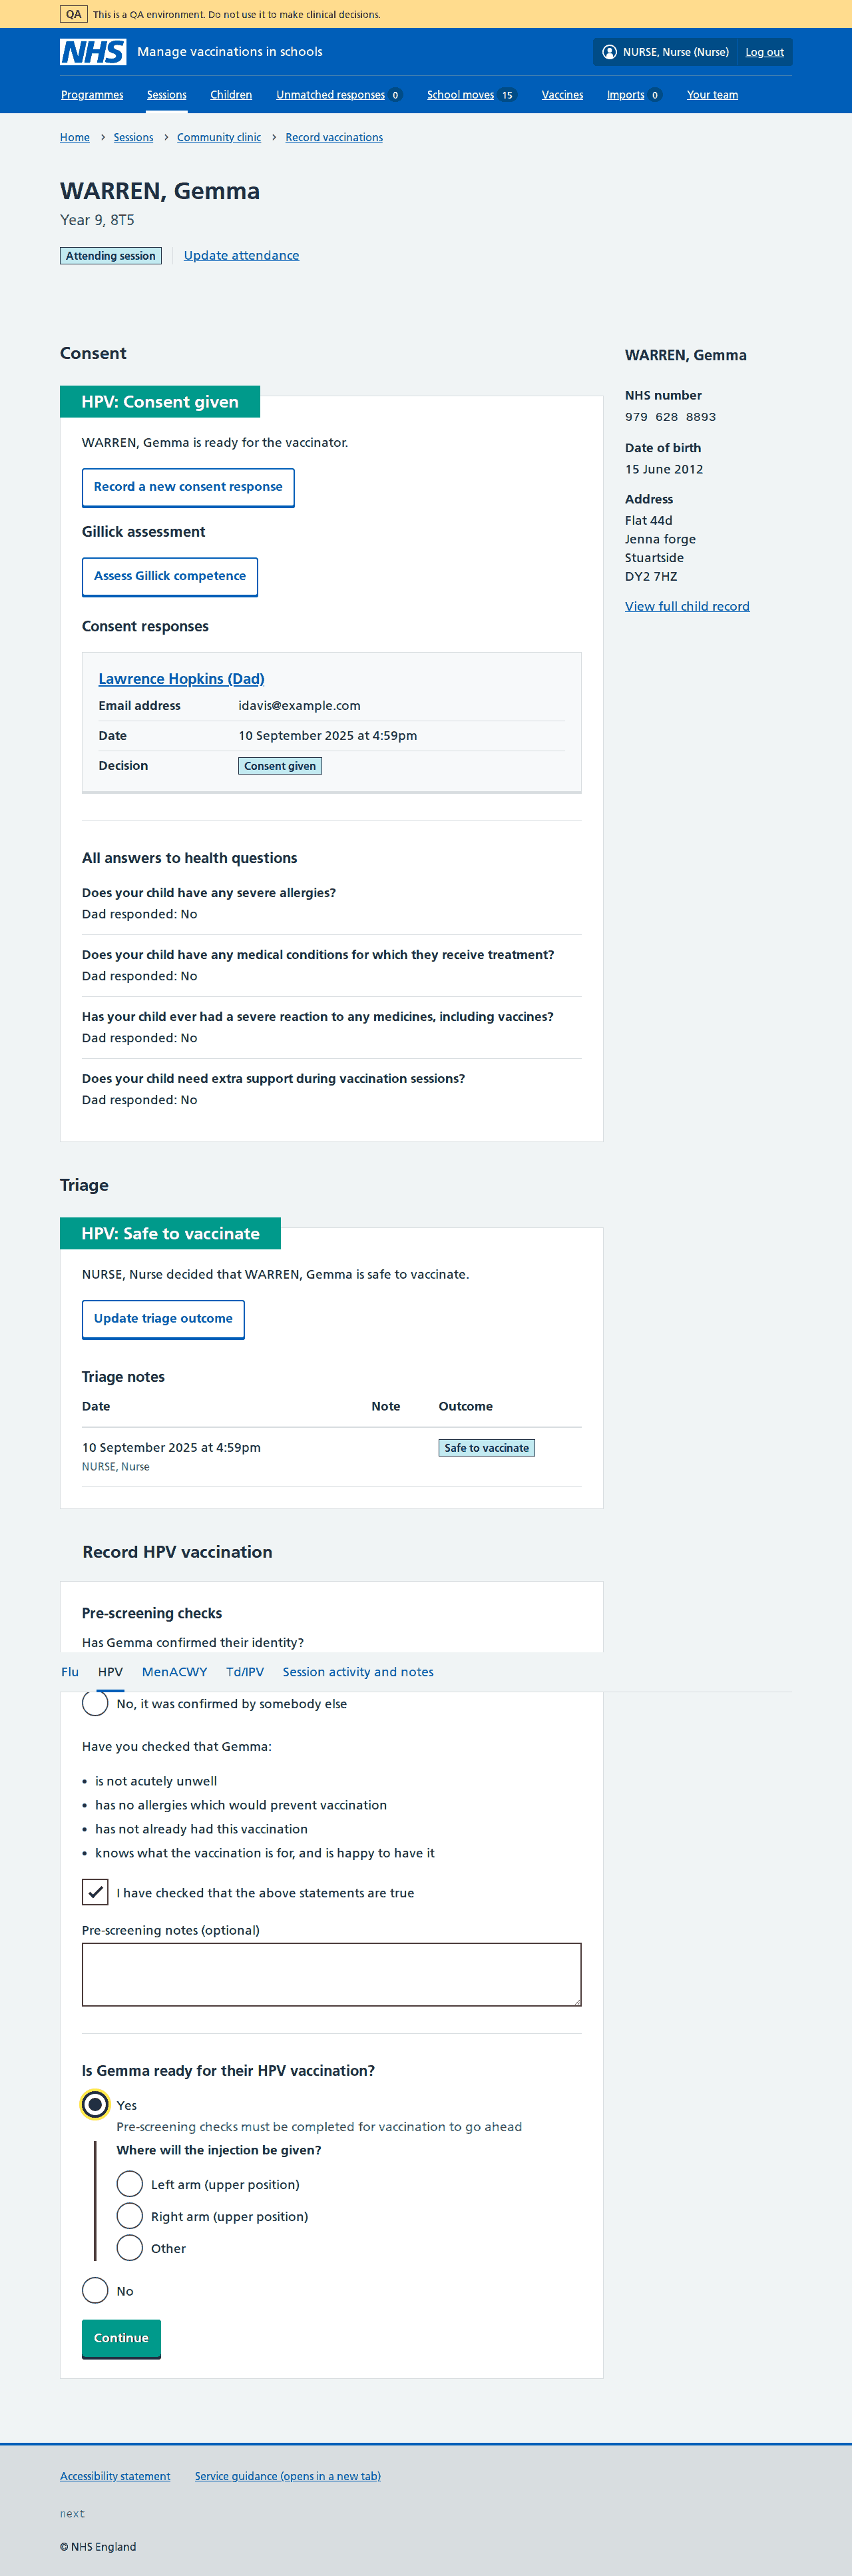 QA This is a QA environment. Do not use it to make clinical decisions.
NHS Manage vaccinations in schools NURSE, Nurse (Nurse) Log out
Programmes Sessions Children Unmatched responses 0 School moves 15 Vaccines Imports 0 Your team
Home Sessions Community clinic Record vaccinations
WARREN, Gemma
Year 9, 8T5
Attending session Update attendance
Consent
HPV: Consent given
WARREN, Gemma is ready for the vaccinator.
Record a new consent response
Gillick assessment
Assess Gillick competence
Consent responses
Lawrence Hopkins (Dad)
Email address idavis@example.com
Date 10 September 2025 at 4:59pm
Decision Consent given
All answers to health questions
Does your child have any severe allergies?
Dad responded: No
Does your child have any medical conditions for which they receive treatment?
Dad responded: No
Has your child ever had a severe reaction to any medicines, including vaccines?
Dad responded: No
Does your child need extra support during vaccination sessions?
Dad responded: No
WARREN, Gemma
NHS number
979 628 8893
Date of birth
15 June 2012
Address
Flat 44d
Jenna forge
Stuartside
DY2 7HZ
View full child record
Triage
HPV: Safe to vaccinate
NURSE, Nurse decided that WARREN, Gemma is safe to vaccinate.
Update triage outcome
Triage notes
Date Note Outcome
10 September 2025 at 4:59pm Safe to vaccinate
NURSE, Nurse
Record HPV vaccination
Pre-screening checks
Has Gemma confirmed their identity?
Flu HPV MenACWY Td/IPV Session activity and notes
No, it was confirmed by somebody else
Have you checked that Gemma:
• is not acutely unwell
• has no allergies which would prevent vaccination
• has not already had this vaccination
• knows what the vaccination is for, and is happy to have it
I have checked that the above statements are true
Pre-screening notes (optional)
Is Gemma ready for their HPV vaccination?
Yes
Pre-screening checks must be completed for vaccination to go ahead
Where will the injection be given?
Left arm (upper position)
Right arm (upper position)
Other
No
Continue
Accessibility statement Service guidance (opens in a new tab)
next
© NHS England